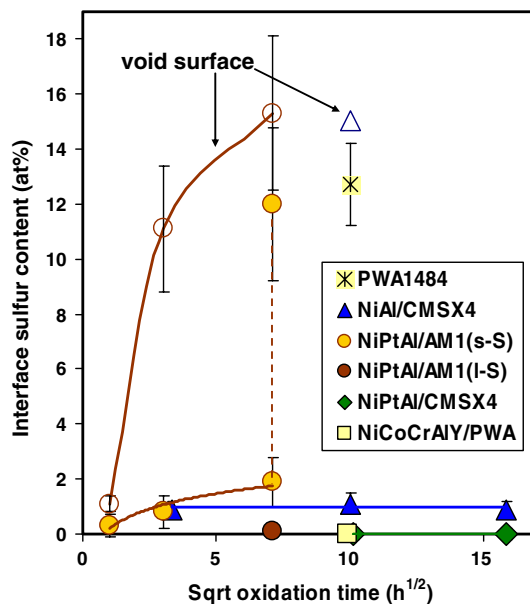 18
16
14
12
10
8
6
4
2
0
Interface sulfur content (at%)
void surface
PWA1484
NiAl/CMSX4
NiPtAl/AM1(s-S)
NiPtAl/AM1(l-S)
NiPtAl/CMSX4
NiCoCrAlY/PWA
0 5 10 15
Sqrt oxidation time (h1/2)